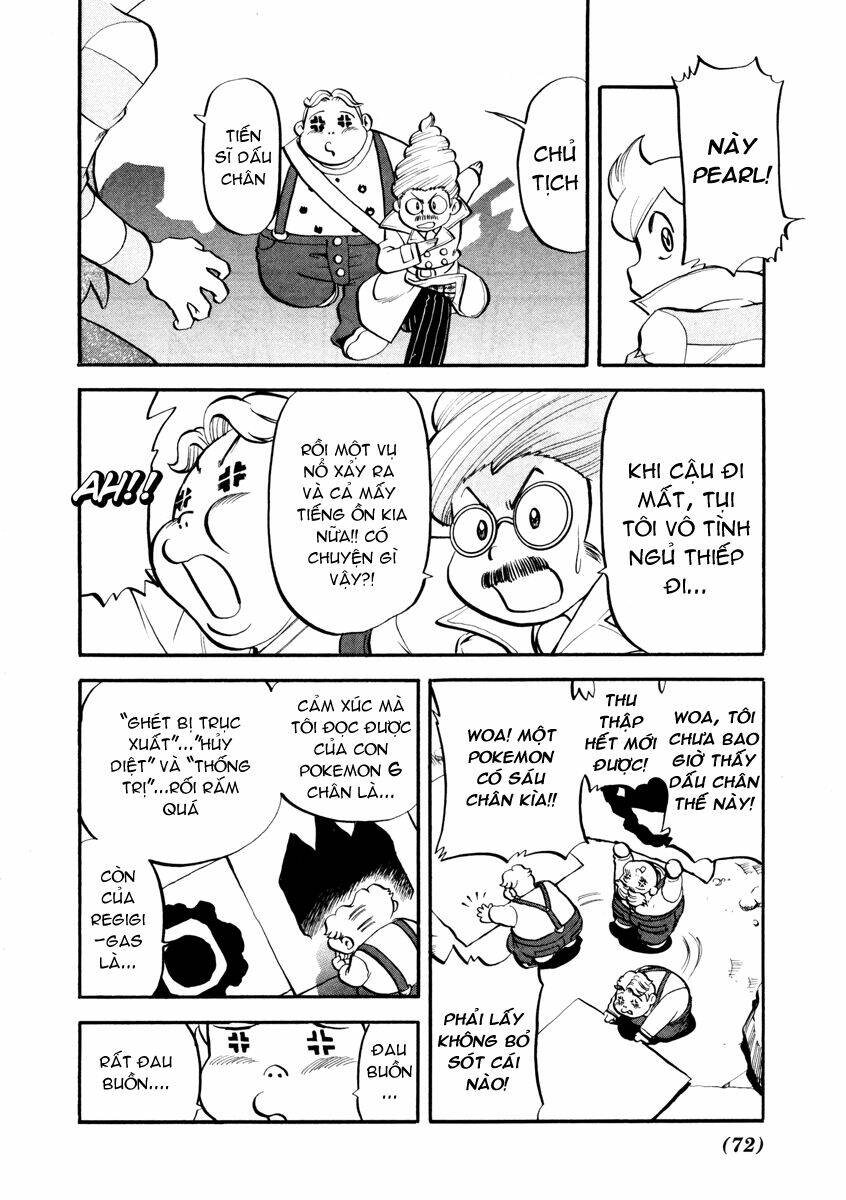 NÀY
PEARL!
CHỦ
TỊCH
TIẾN
SĨ DẤU
CHÂN
KHI CẬU ĐI
MẤT, TỤI
TÔI VÔ TÌNH
NGỦ THIẾP
ĐI...
RỒI MỘT VỤ
NỔ XẢY RA
VÀ CẢ MẤY
TIẾNG ỒN KIA
NỮA!! CÓ
CHUYỆN GÌ
VẬY?!
AH!!
WOA, TÔI
CHƯA BAO
GIỜ THẤY
DẤU CHÂN
THẾ NÀY!
THU
THẬP
HẾT MỚI
ĐƯỢC!
WOA! MỘT
POKEMON
CÓ SÁU
CHÂN KÌA!!
PHẢI LẤY
KHÔNG BỎ
SÓT CÁI
NÀO!
CẢM XÚC MÀ
TÔI ĐỌC ĐƯỢC
CỦA CON
POKEMON 6
CHÂN LÀ...
"GHÉT BỊ TRỤC
XUẤT"..."HỦY
DIỆT" VÀ "THỐNG
TRỊ"...RỐI RẮM
QUÁ
CÒN
CỦA
REGIGI
-GAS
LÀ...
ĐAU
BUỒN
...
RẤT ĐAU
BUỒN....
(72)